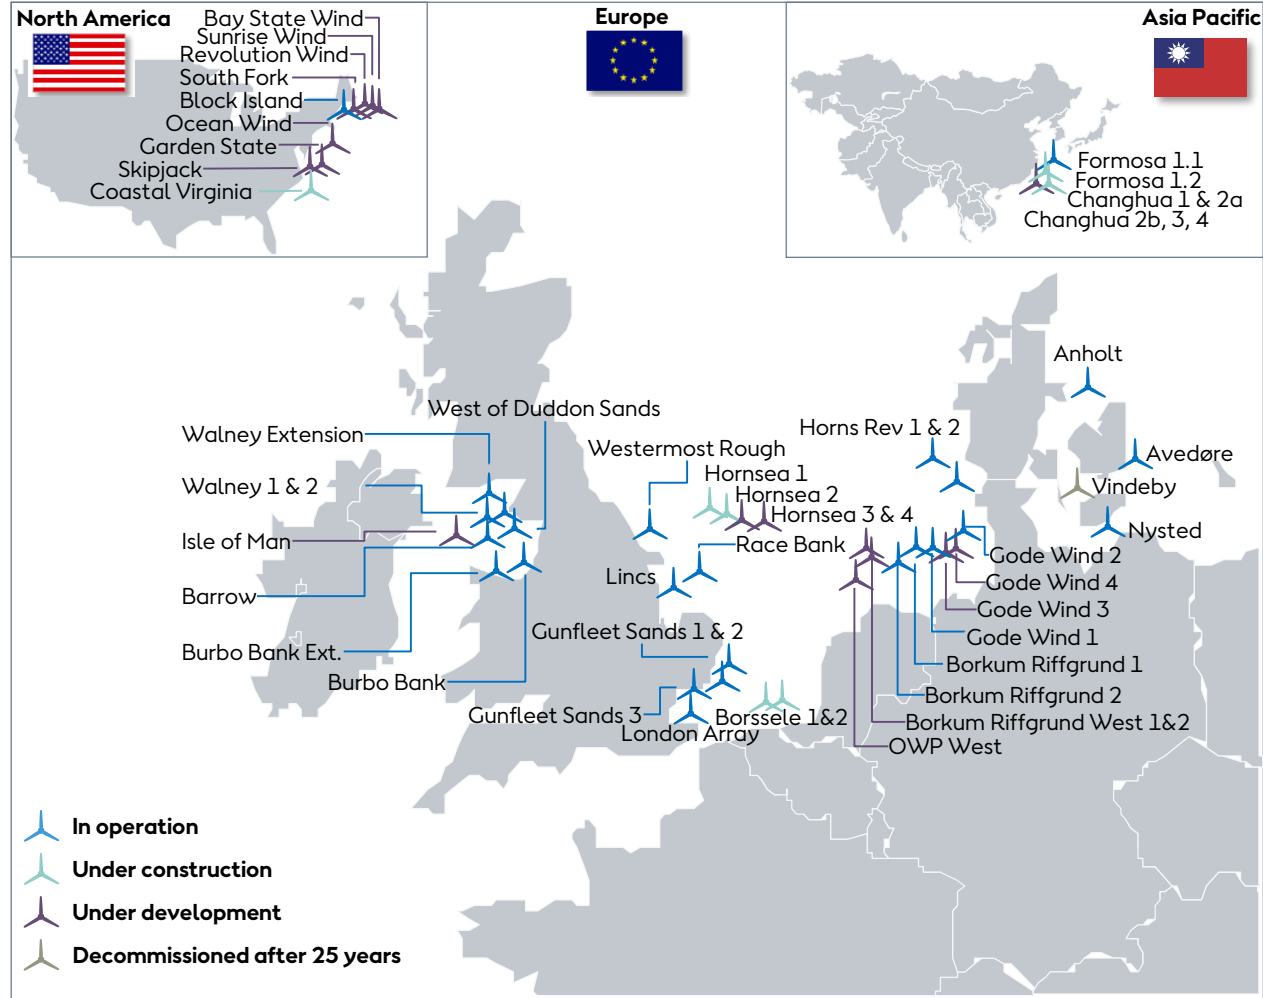 North America
Bay State Wind
Sunrise Wind
Revolution Wind
South Fork
Block Island
Ocean Wind
Garden State
Skipjack
Coastal Virginia
Europe
Asia Pacific
Formosa 1.1
Formosa 1.2
Changhua 1 & 2a
Changhua 2b, 3, 4
Anholt
West of Duddon Sands
Walney Extension
Horns Rev 1 & 2
Westermost Rough
Avedøre
Hornsea 1
Walney 1 & 2
Hornsea 2
Vindeby
Hornsea 3 & 4
Nysted
Isle of Man
Race Bank
Gode Wind 2
Lincs
Gode Wind 4
Barrow
Gode Wind 3
Gunfleet Sands 1 & 2
Gode Wind 1
Burbo Bank Ext.
Borkum Riffgrund 1
Burbo Bank
Borkum Riffgrund 2
Gunfleet Sands 3
Borssele 1&2
Borkum Riffgrund West 1&2
London Array
OWP West
In operation
Under construction
Under development
Decommissioned after 25 years